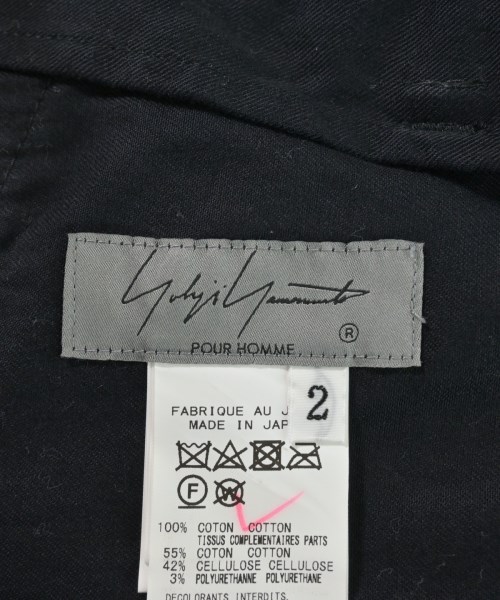 Yohji Yamamoto
®
POUR HOMME
2
FABRIQUE AU
MADE IN
F W
100% COTON COTTON
TISSUS COMPLEMENTAIRES PARTS
55% COTON COTTON
42% CELLULOSE CELLULOSE
3% POLYURETHANNE POLYURETHANE
DECOLORANTS INTERDITS.